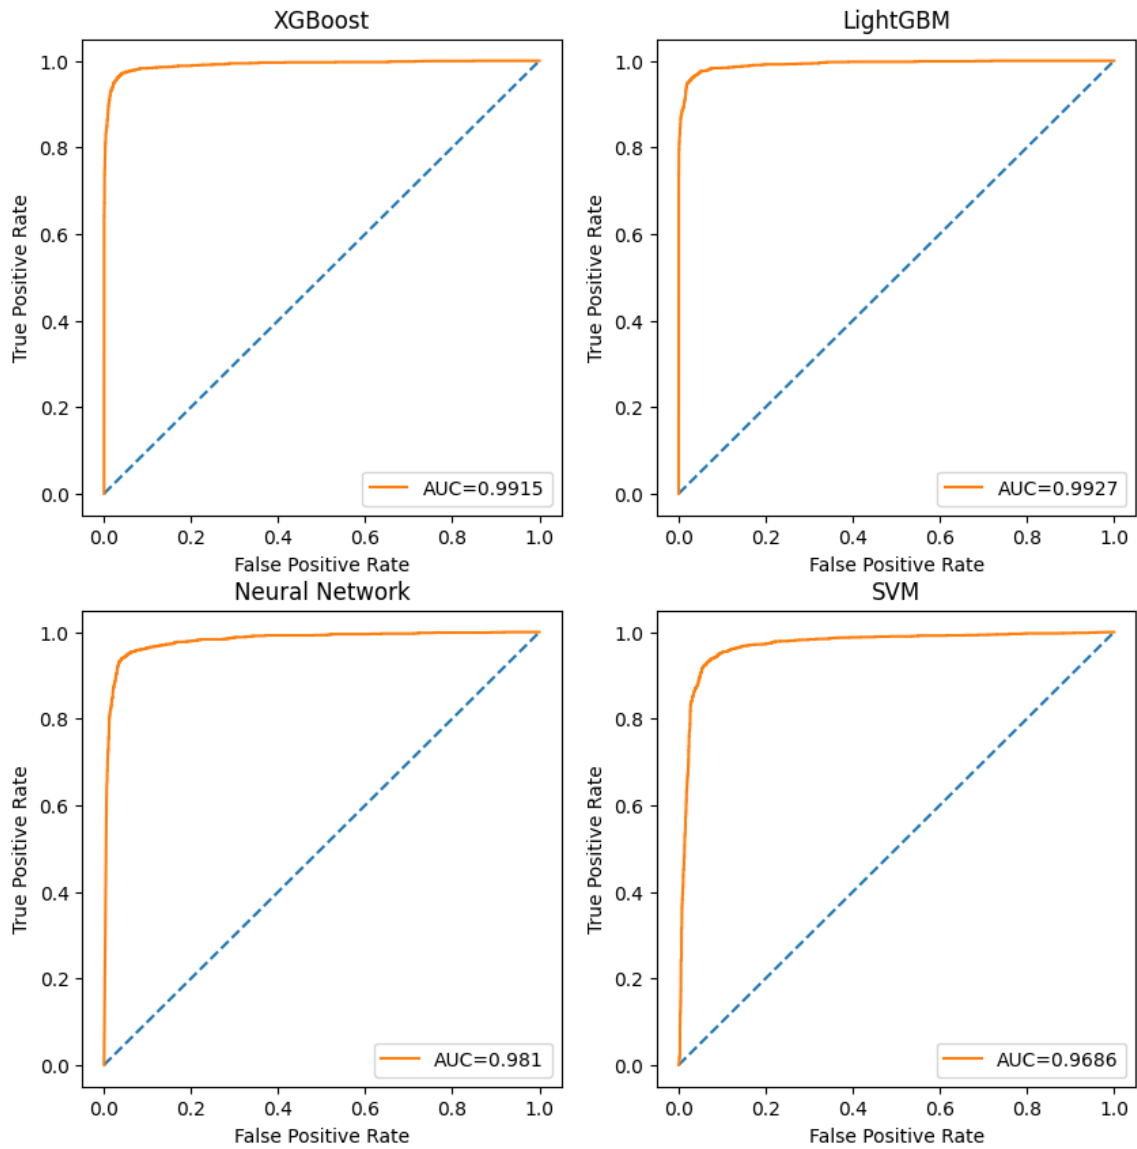 XGBoost
1.0
0.8
0.6
0.4
0.2
0.0
True Positive Rate
AUC=0.9915
0.0 0.2 0.4 0.6 0.8 1.0
False Positive Rate
LightGBM
1.0
0.8
0.6
0.4
0.2
0.0
True Positive Rate
AUC=0.9927
0.0 0.2 0.4 0.6 0.8 1.0
False Positive Rate
Neural Network
1.0
0.8
0.6
0.4
0.2
0.0
True Positive Rate
AUC=0.981
0.0 0.2 0.4 0.6 0.8 1.0
False Positive Rate
SVM
1.0
0.8
0.6
0.4
0.2
0.0
True Positive Rate
AUC=0.9686
0.0 0.2 0.4 0.6 0.8 1.0
False Positive Rate